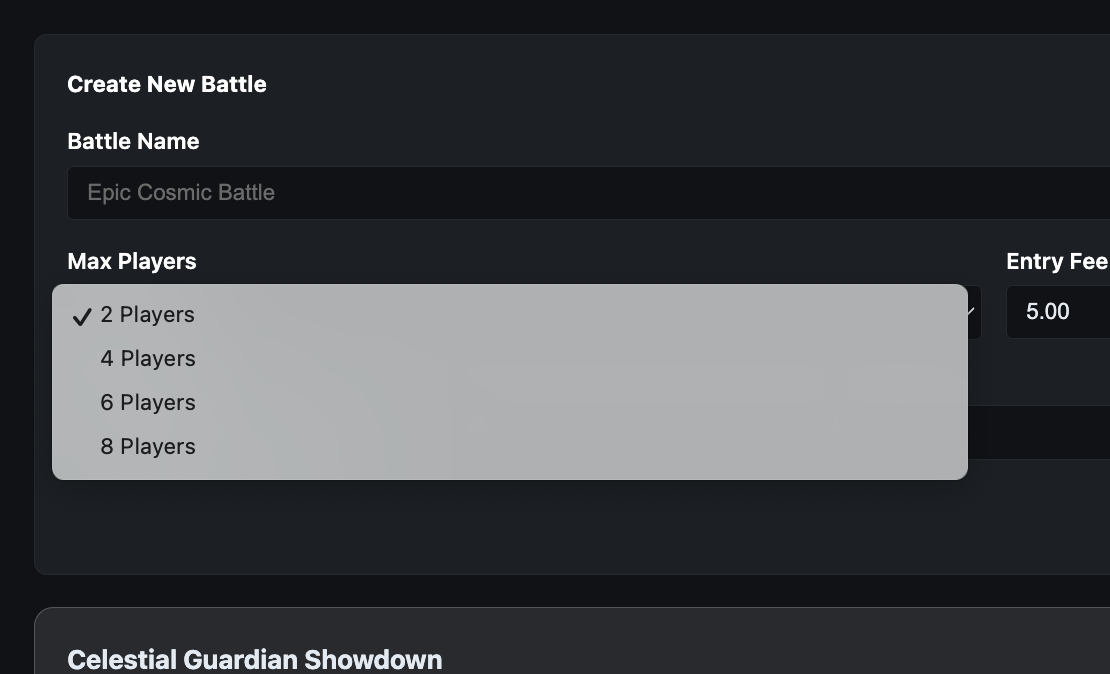 Create New Battle
Battle Name
Epic Cosmic Battle
Max Players
Entry Fee
2 Players
5.00
4 Players
6 Players
8 Players
Celestial Guardian Showdown